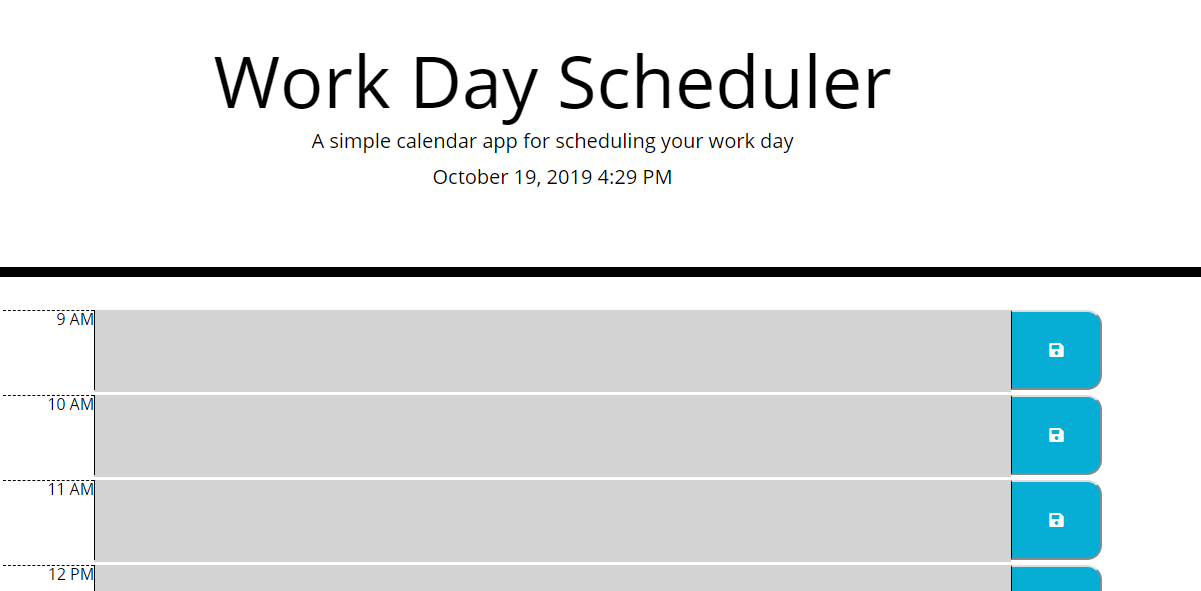 Work Day Scheduler
A simple calendar app for scheduling your work day
October 19, 2019 4:29 PM
9 AM
10 AM
11 AM
12 PM